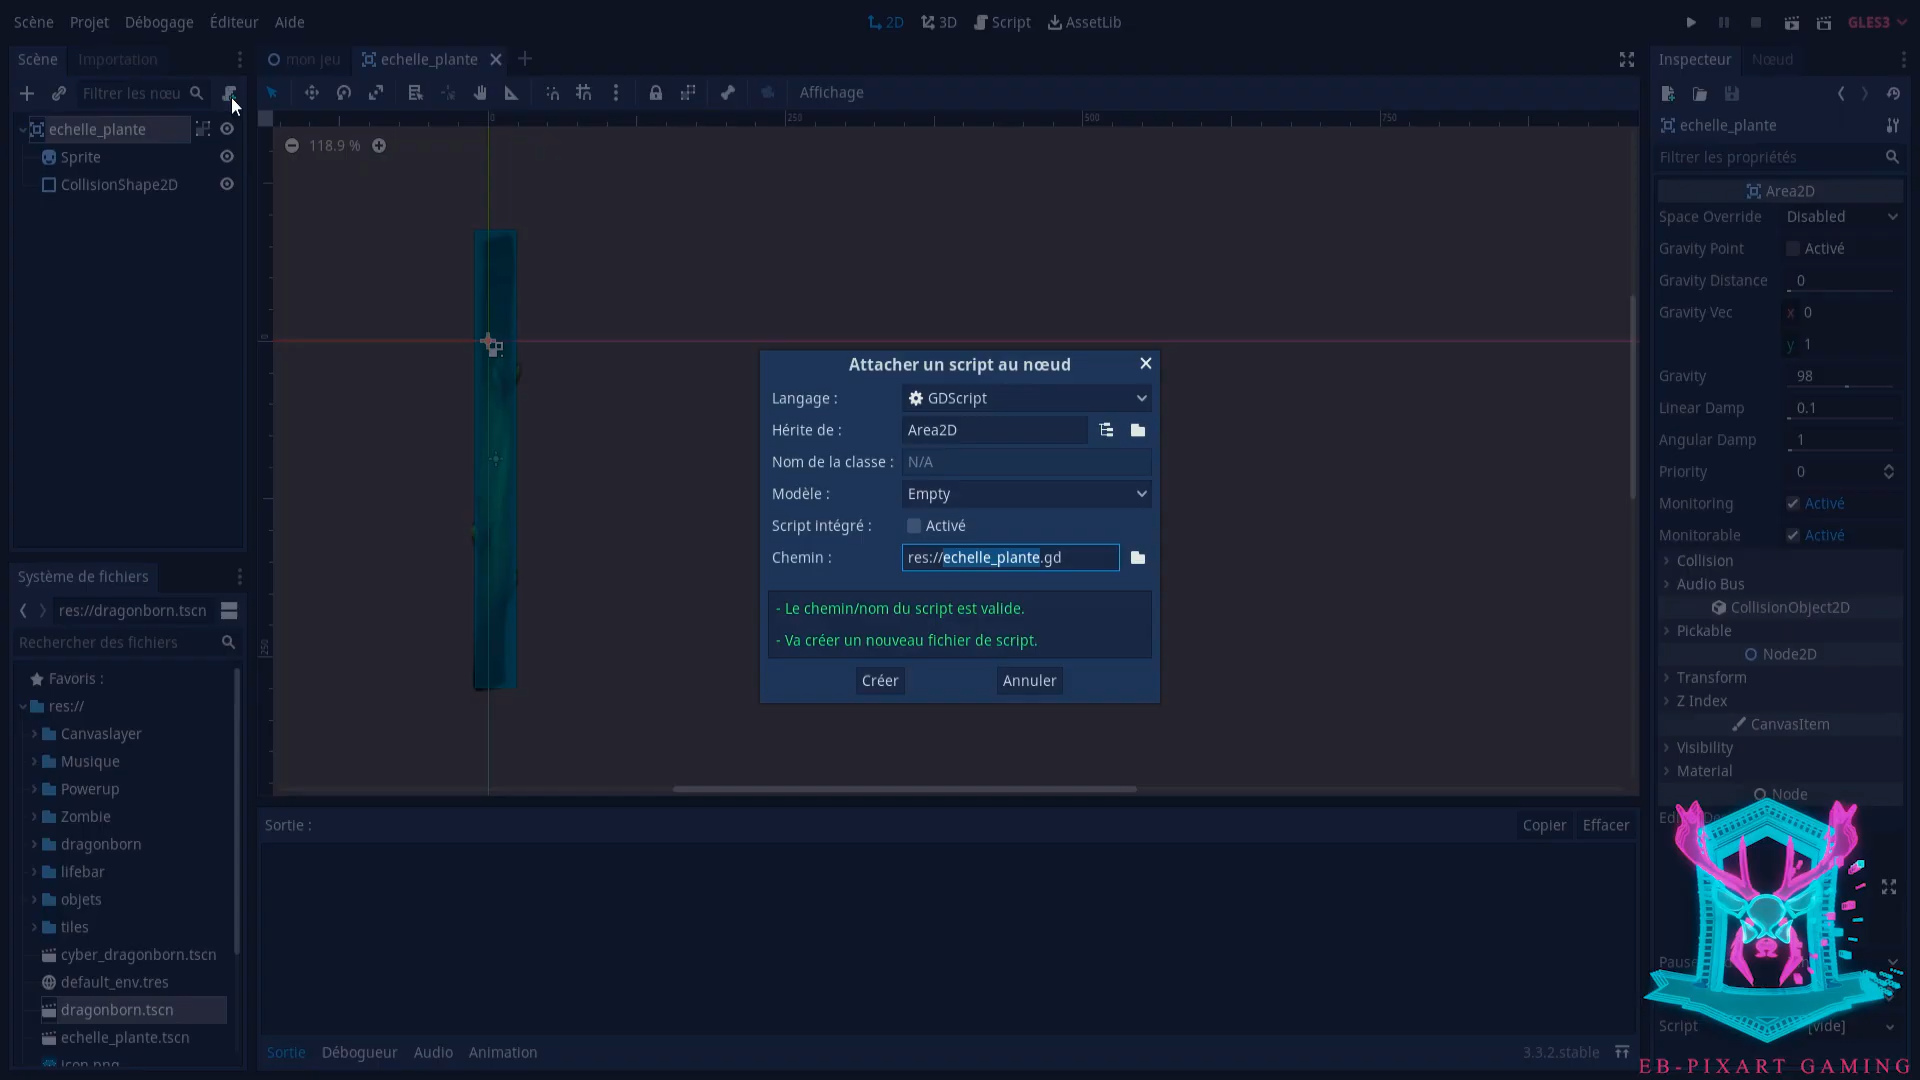 Scène Projet Débogage Éditeur Aide
2D 3D Script AssetLib
GLES3
Scène Importation
Filtrer les nœu
echelle_plante
Sprite
CollisionShape2D
Système de fichiers
res://dragonborn.tscn
Rechercher des fichiers
Favoris :
res://
Canvaslayer
Musique
Powerup
Zombie
dragonborn
lifebar
objets
tiles
cyber_dragonborn.tscn
default_env.tres
dragonborn.tscn
echelle_plante.tscn
icon.png
mon jeu echelle_plante
Affichage
0 250 500 750
118.9 %
0
250
Attacher un script au nœud
Langage : GDScript
Hérite de : Area2D
Nom de la classe : N/A
Modèle : Empty
Script intégré : Activé
Chemin : res://echelle_plante.gd
- Le chemin/nom du script est valide.
- Va créer un nouveau fichier de script.
Créer Annuler
Sortie : Copier Effacer
Sortie Débogueur Audio Animation 3.3.2.stable
Inspecteur Nœud
echelle_plante
Filtrer les propriétés
Area2D
Space Override Disabled
Gravity Point Activé
Gravity Distance 0
Gravity Vec x 0
y 1
Gravity 98
Linear Damp 0.1
Angular Damp 1
Priority 0
Monitoring Activé
Monitorable Activé
Collision
Audio Bus
CollisionObject2D
Pickable
Node2D
Transform
Z Index
CanvasItem
Visibility
Material
Node
Script [vide]
EB-PIXART GAMING